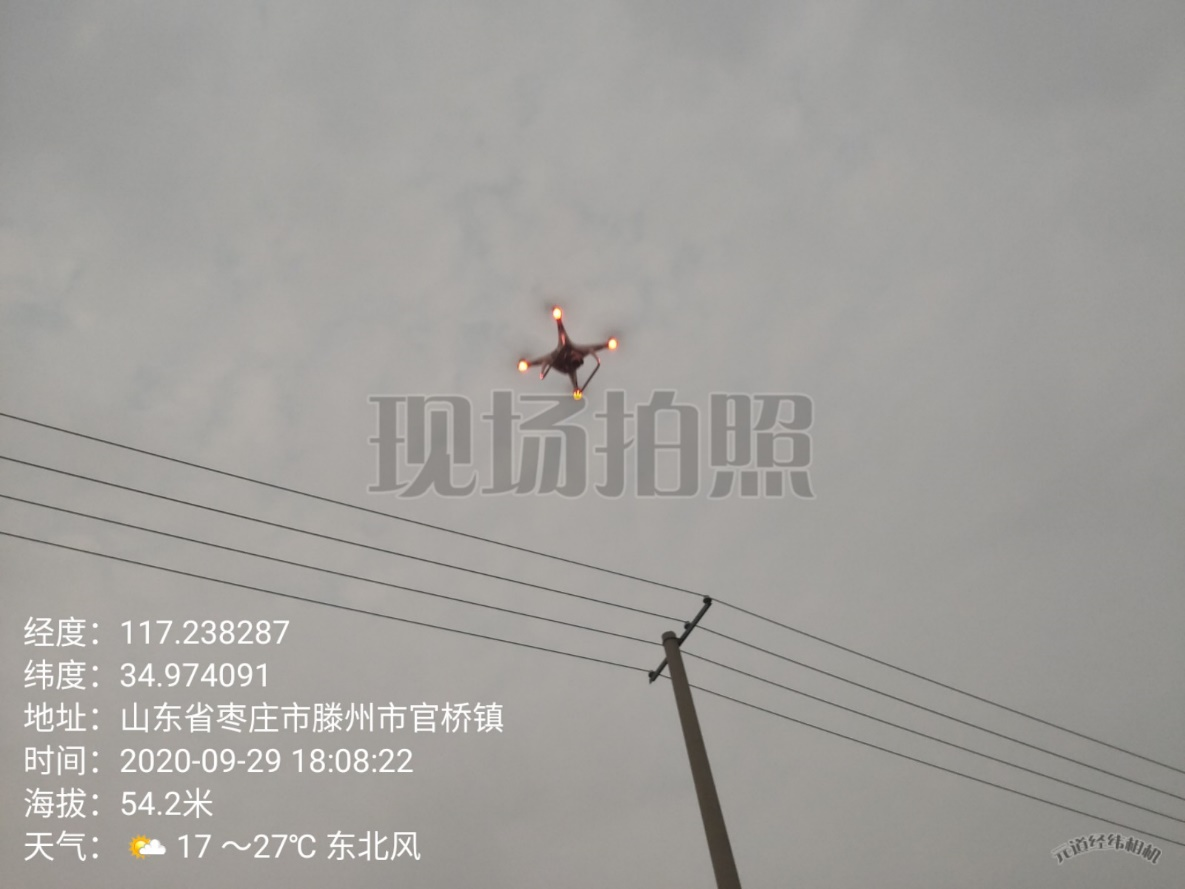 现场拍照
经度：117.238287
纬度：34.974091
地址：山东省枣庄市滕州市官桥镇
时间：2020-09-29 18:08:22
海拔：54.2米
天气： 17 ～27℃ 东北风
元道经纬相机